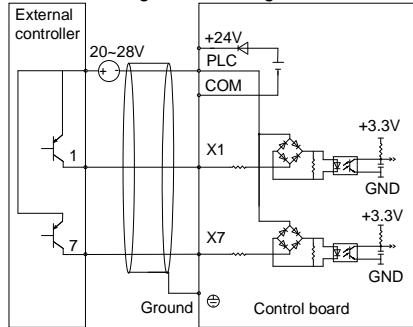 External
controller
20~28V
+24V
PLC
COM
+3.3V
1
X1
GND
+3.3V
7
X7
GND
Ground
Control board